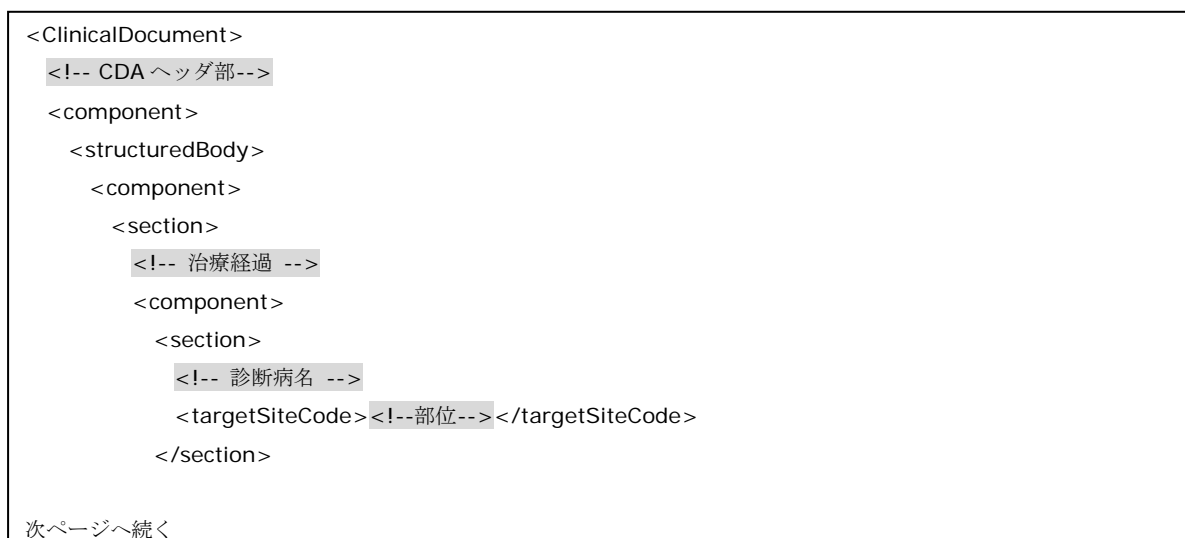 <ClinicalDocument>
<!-- CDA ヘッダ部-->
<component>
<structuredBody>
<component>
<section>
<!-- 治療経過 -->
<component>
<section>
<!-- 診断病名 -->
<targetSiteCode><!--部位--></targetSiteCode>
</section>
次ページへ続く